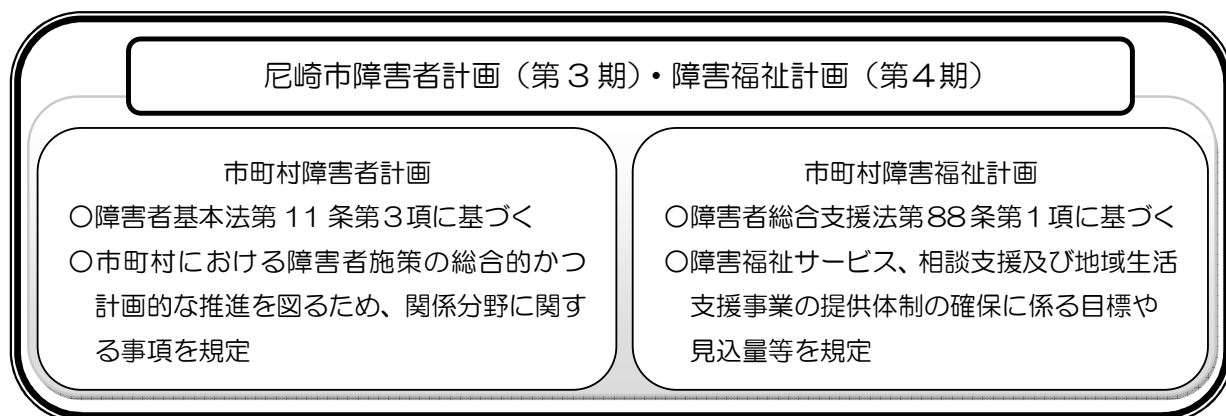 尼崎市障害者計画（第3期）・障害福祉計画（第4期）
市町村障害者計画
○障害者基本法第 11 条第3項に基づく
○市町村における障害者施策の総合的かつ
計画的な推進を図るため、関係分野に関す
る事項を規定
市町村障害福祉計画
○障害者総合支援法第88条第1項に基づく
○障害福祉サービス、相談支援及び地域生活
支援事業の提供体制の確保に係る目標や
見込量等を規定